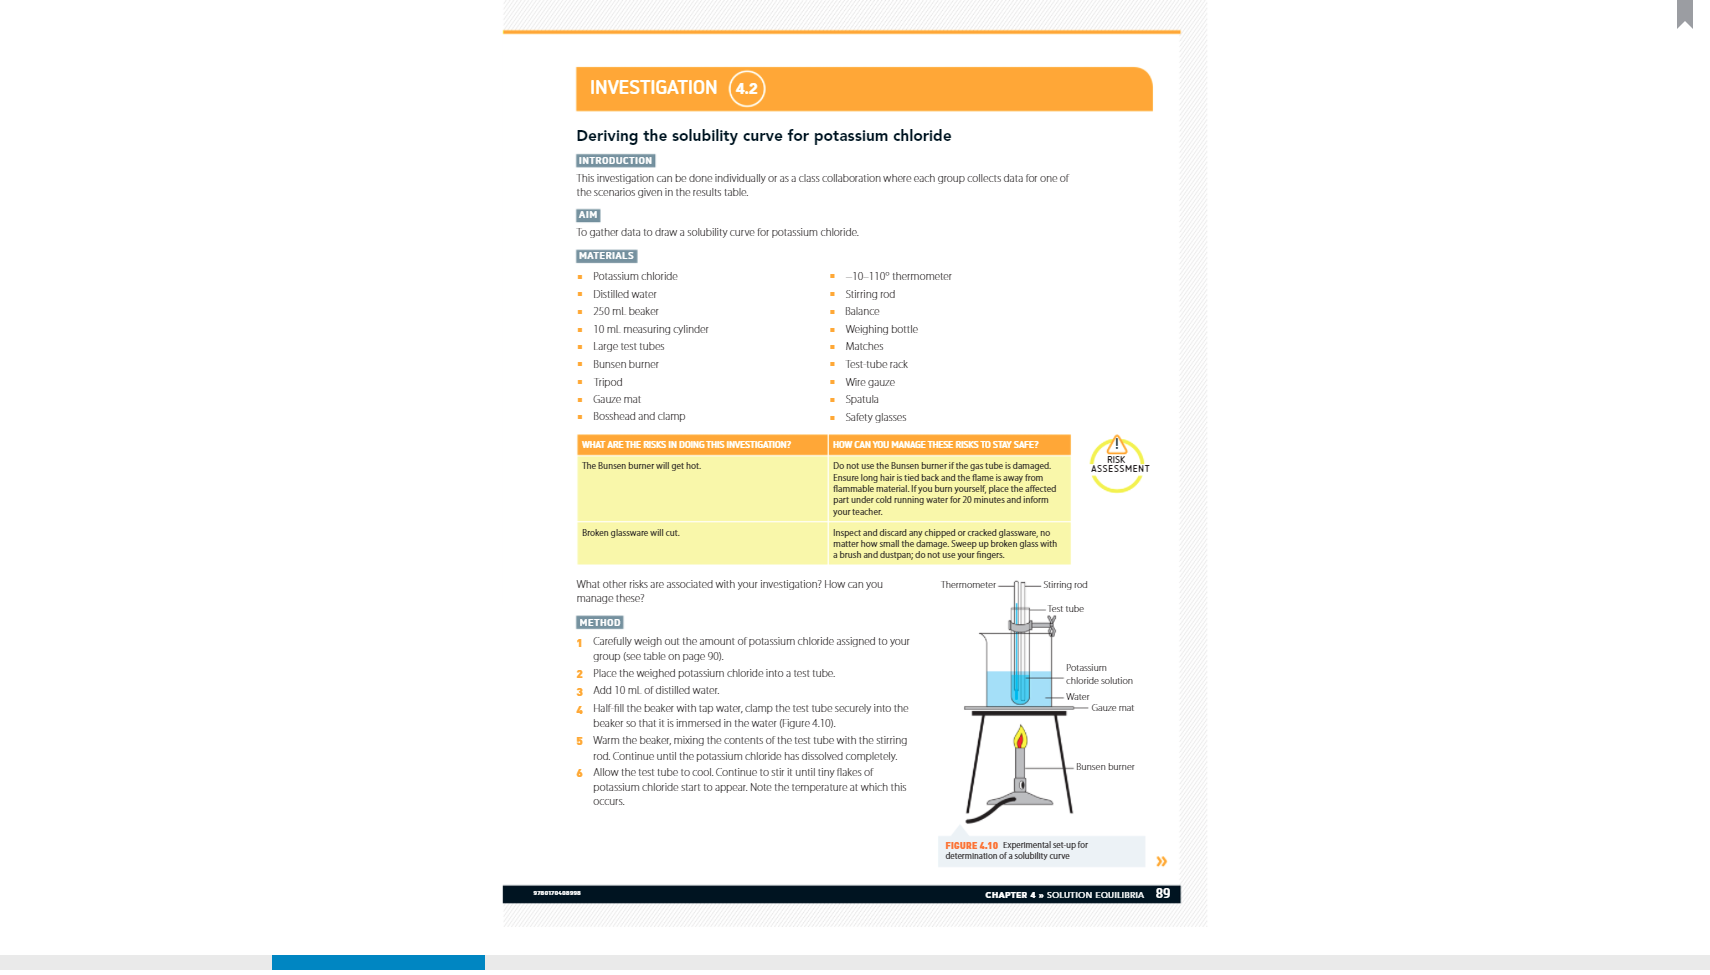 INVESTIGATION 4.2
Deriving the solubility curve for potassium chloride
INTRODUCTION
This investigation can be done individually or as a class collaboration where each group collects data for one of
the scenarios given in the results table.
AIM
To gather data to draw a solubility curve for potassium chloride.
MATERIALS
Potassium chloride
Distilled water
250 mL beaker
10 mL measuring cylinder
Large test tubes
Bunsen burner
Tripod
Gauze mat
Bosshead and clamp
–10–110° thermometer
Stirring rod
Balance
Weighing bottle
Matches
Test-tube rack
Wire gauze
Spatula
Safety glasses
WHAT ARE THE RISKS IN DOING THIS INVESTIGATION?
HOW CAN YOU MANAGE THESE RISKS TO STAY SAFE?
The Bunsen burner will get hot.
Do not use the Bunsen burner if the gas tube is damaged.
Ensure long hair is tied back and the flame is away from
flammable material. If you burn yourself, place the affected
part under cold running water for 20 minutes and inform
your teacher.
Broken glassware will cut.
Inspect and discard any chipped or cracked glassware, no
matter how small the damage. Sweep up broken glass with
a brush and dustpan; do not use your fingers.
!
RISK
ASSESSMENT
What other risks are associated with your investigation? How can you
manage these?
METHOD
1 Carefully weigh out the amount of potassium chloride assigned to your
group (see table on page 90).
2 Place the weighed potassium chloride into a test tube.
3 Add 10 mL of distilled water.
4 Half-fill the beaker with tap water, clamp the test tube securely into the
beaker so that it is immersed in the water (Figure 4.10).
5 Warm the beaker, mixing the contents of the test tube with the stirring
rod. Continue until the potassium chloride has dissolved completely.
6 Allow the test tube to cool. Continue to stir it until tiny flakes of
potassium chloride start to appear. Note the temperature at which this
occurs.
Thermometer
Stirring rod
Test tube
Potassium
chloride solution
Water
Gauze mat
Bunsen burner
FIGURE 4.10 Experimental set-up for
determination of a solubility curve
»
9780170408998
CHAPTER 4 » SOLUTION EQUILIBRIA 89